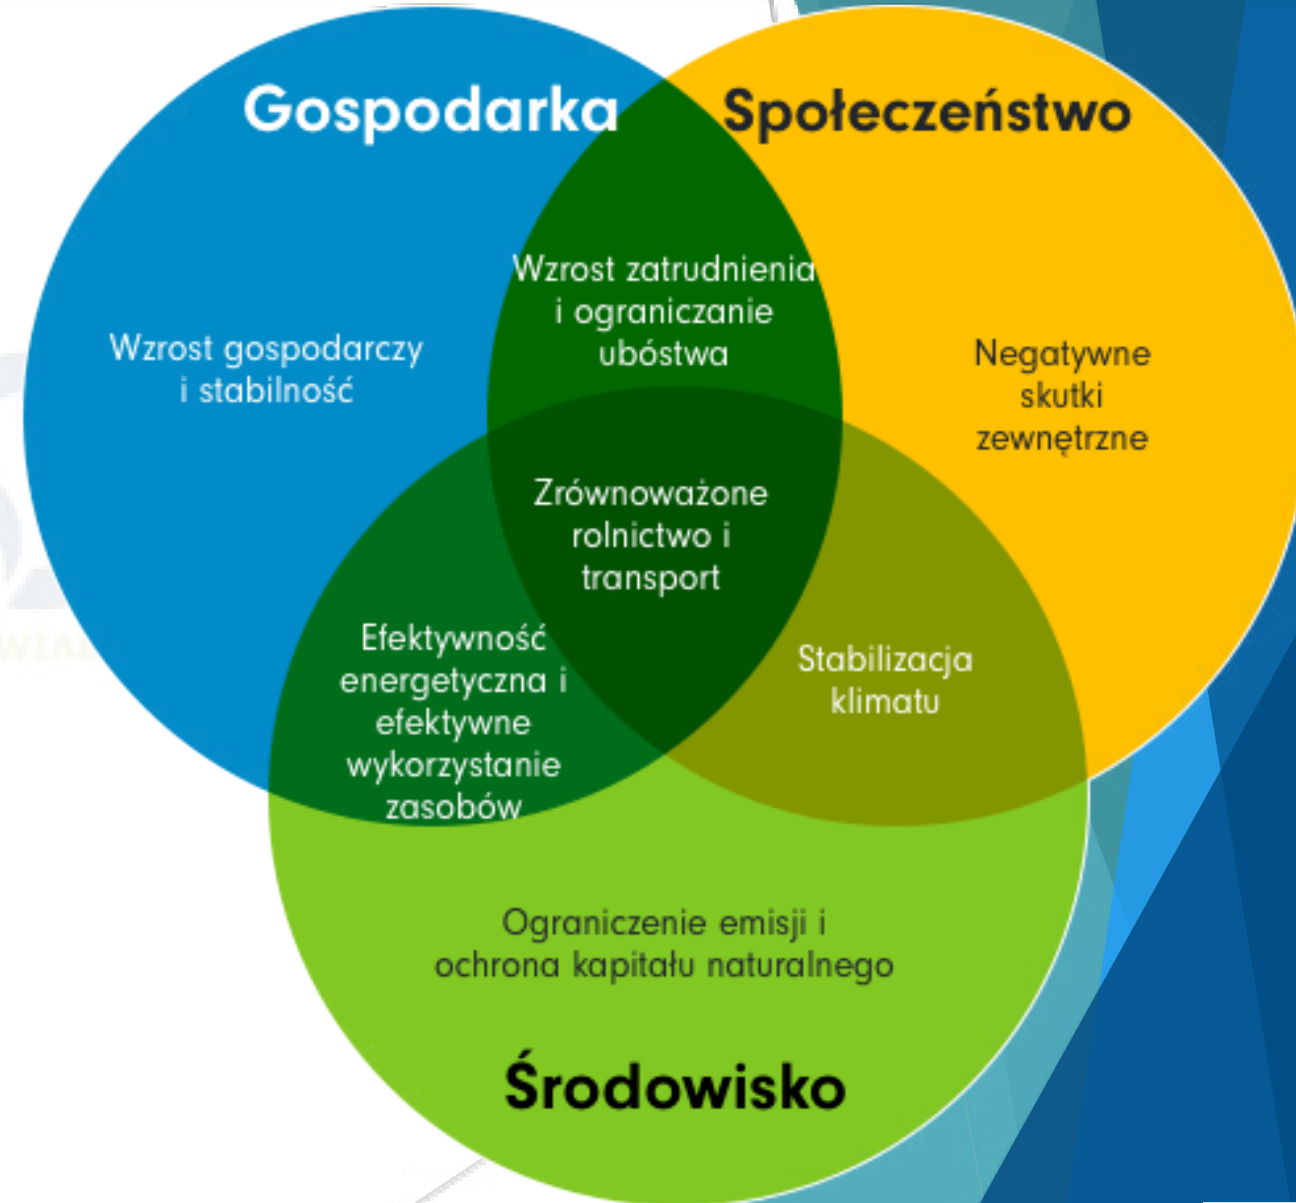 Gospodarka
Społeczeństwo
Wzrost zatrudnienia
i ograniczanie
ubóstwa
Wzrost gospodarczy
i stabilność
Negatywne
skutki
zewnętrzne
Zrównoważone
rolnictwo i
transport
Efektywność
energetyczna i
efektywne
wykorzystanie
zasobów
Stabilizacja
klimatu
Ograniczenie emisji i
ochrona kapitału naturalnego
Środowisko